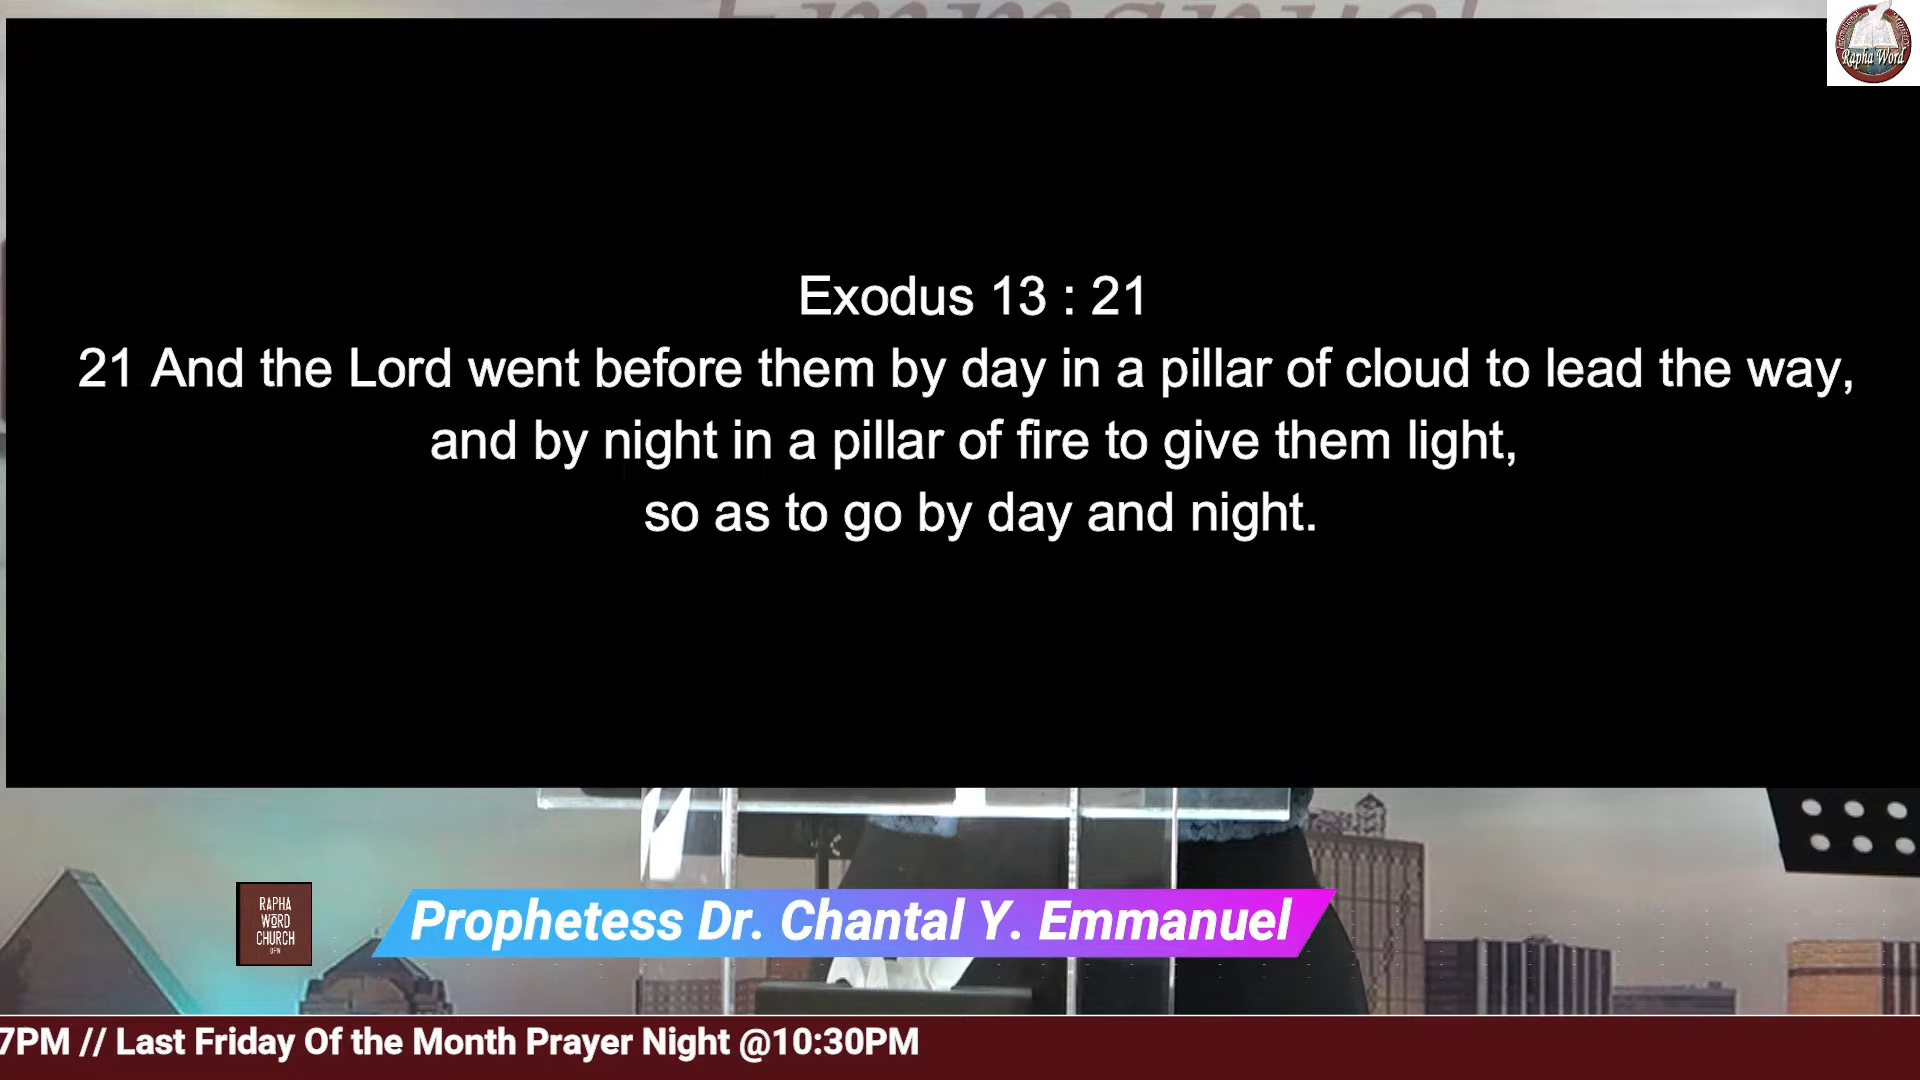 Emmanuel
Rapha Word
Exodus 13 : 21
21 And the Lord went before them by day in a pillar of cloud to lead the way,
and by night in a pillar of fire to give them light,
so as to go by day and night.
RAPHA
WORD
CHURCH
Prophetess Dr. Chantal Y. Emmanuel
7PM // Last Friday Of the Month Prayer Night @10:30PM